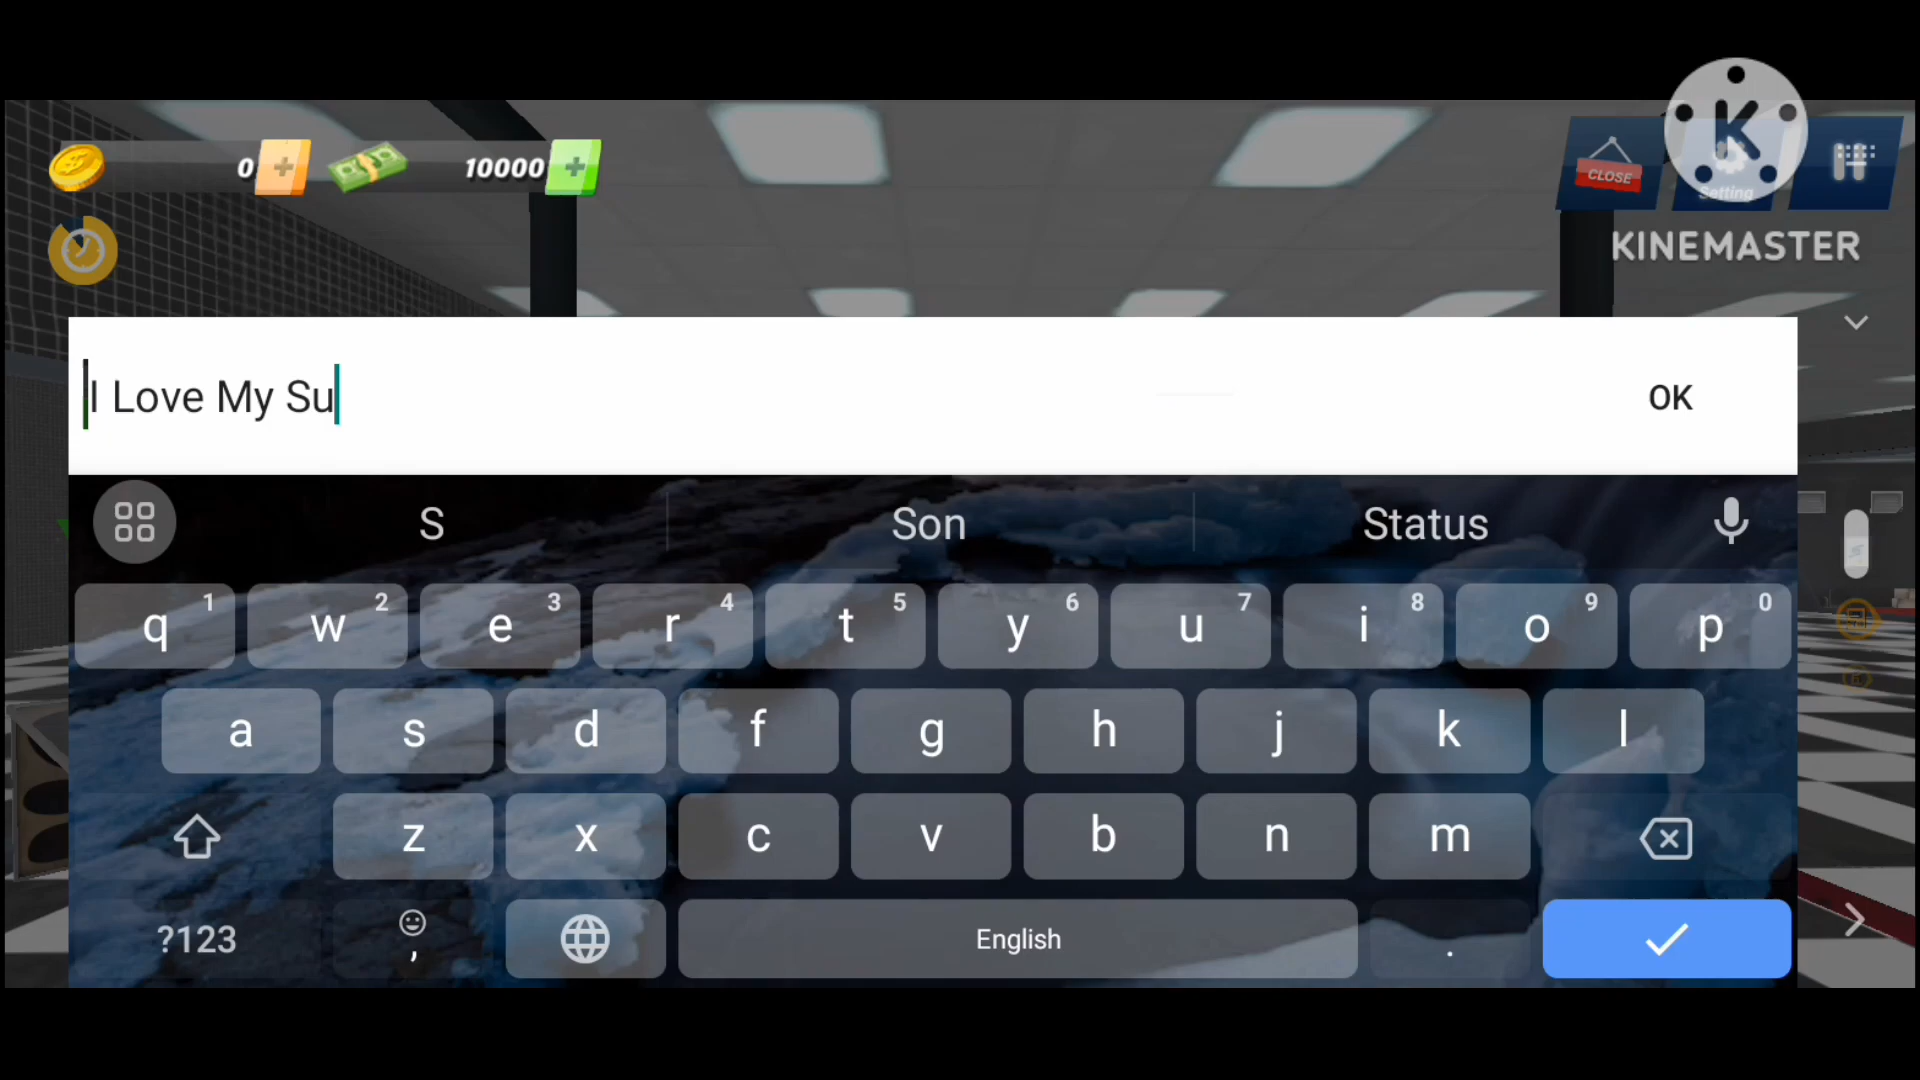 0 + 10000 +
CLOSE
K
Setting
KINEMASTER
I Love My Su
OK
S Son Status
q 1 w 2 e 3 r 4 t 5 y 6 u 7 i 8 o 9 p 0
a s d f g h j k l
z x c v b n m
?123 , English .